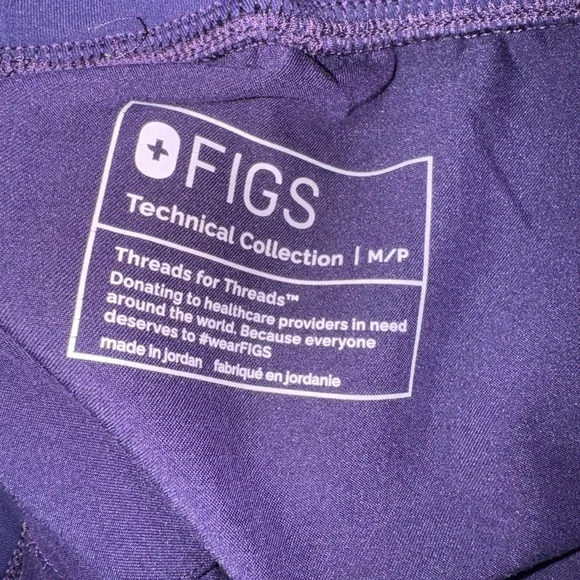 FIGS
Technical Collection | M/P
Threads for Threads™
Donating to healthcare providers in need
around the world. Because everyone
deserves to #wearFIGS
made in jordan fabriqué en jordanie